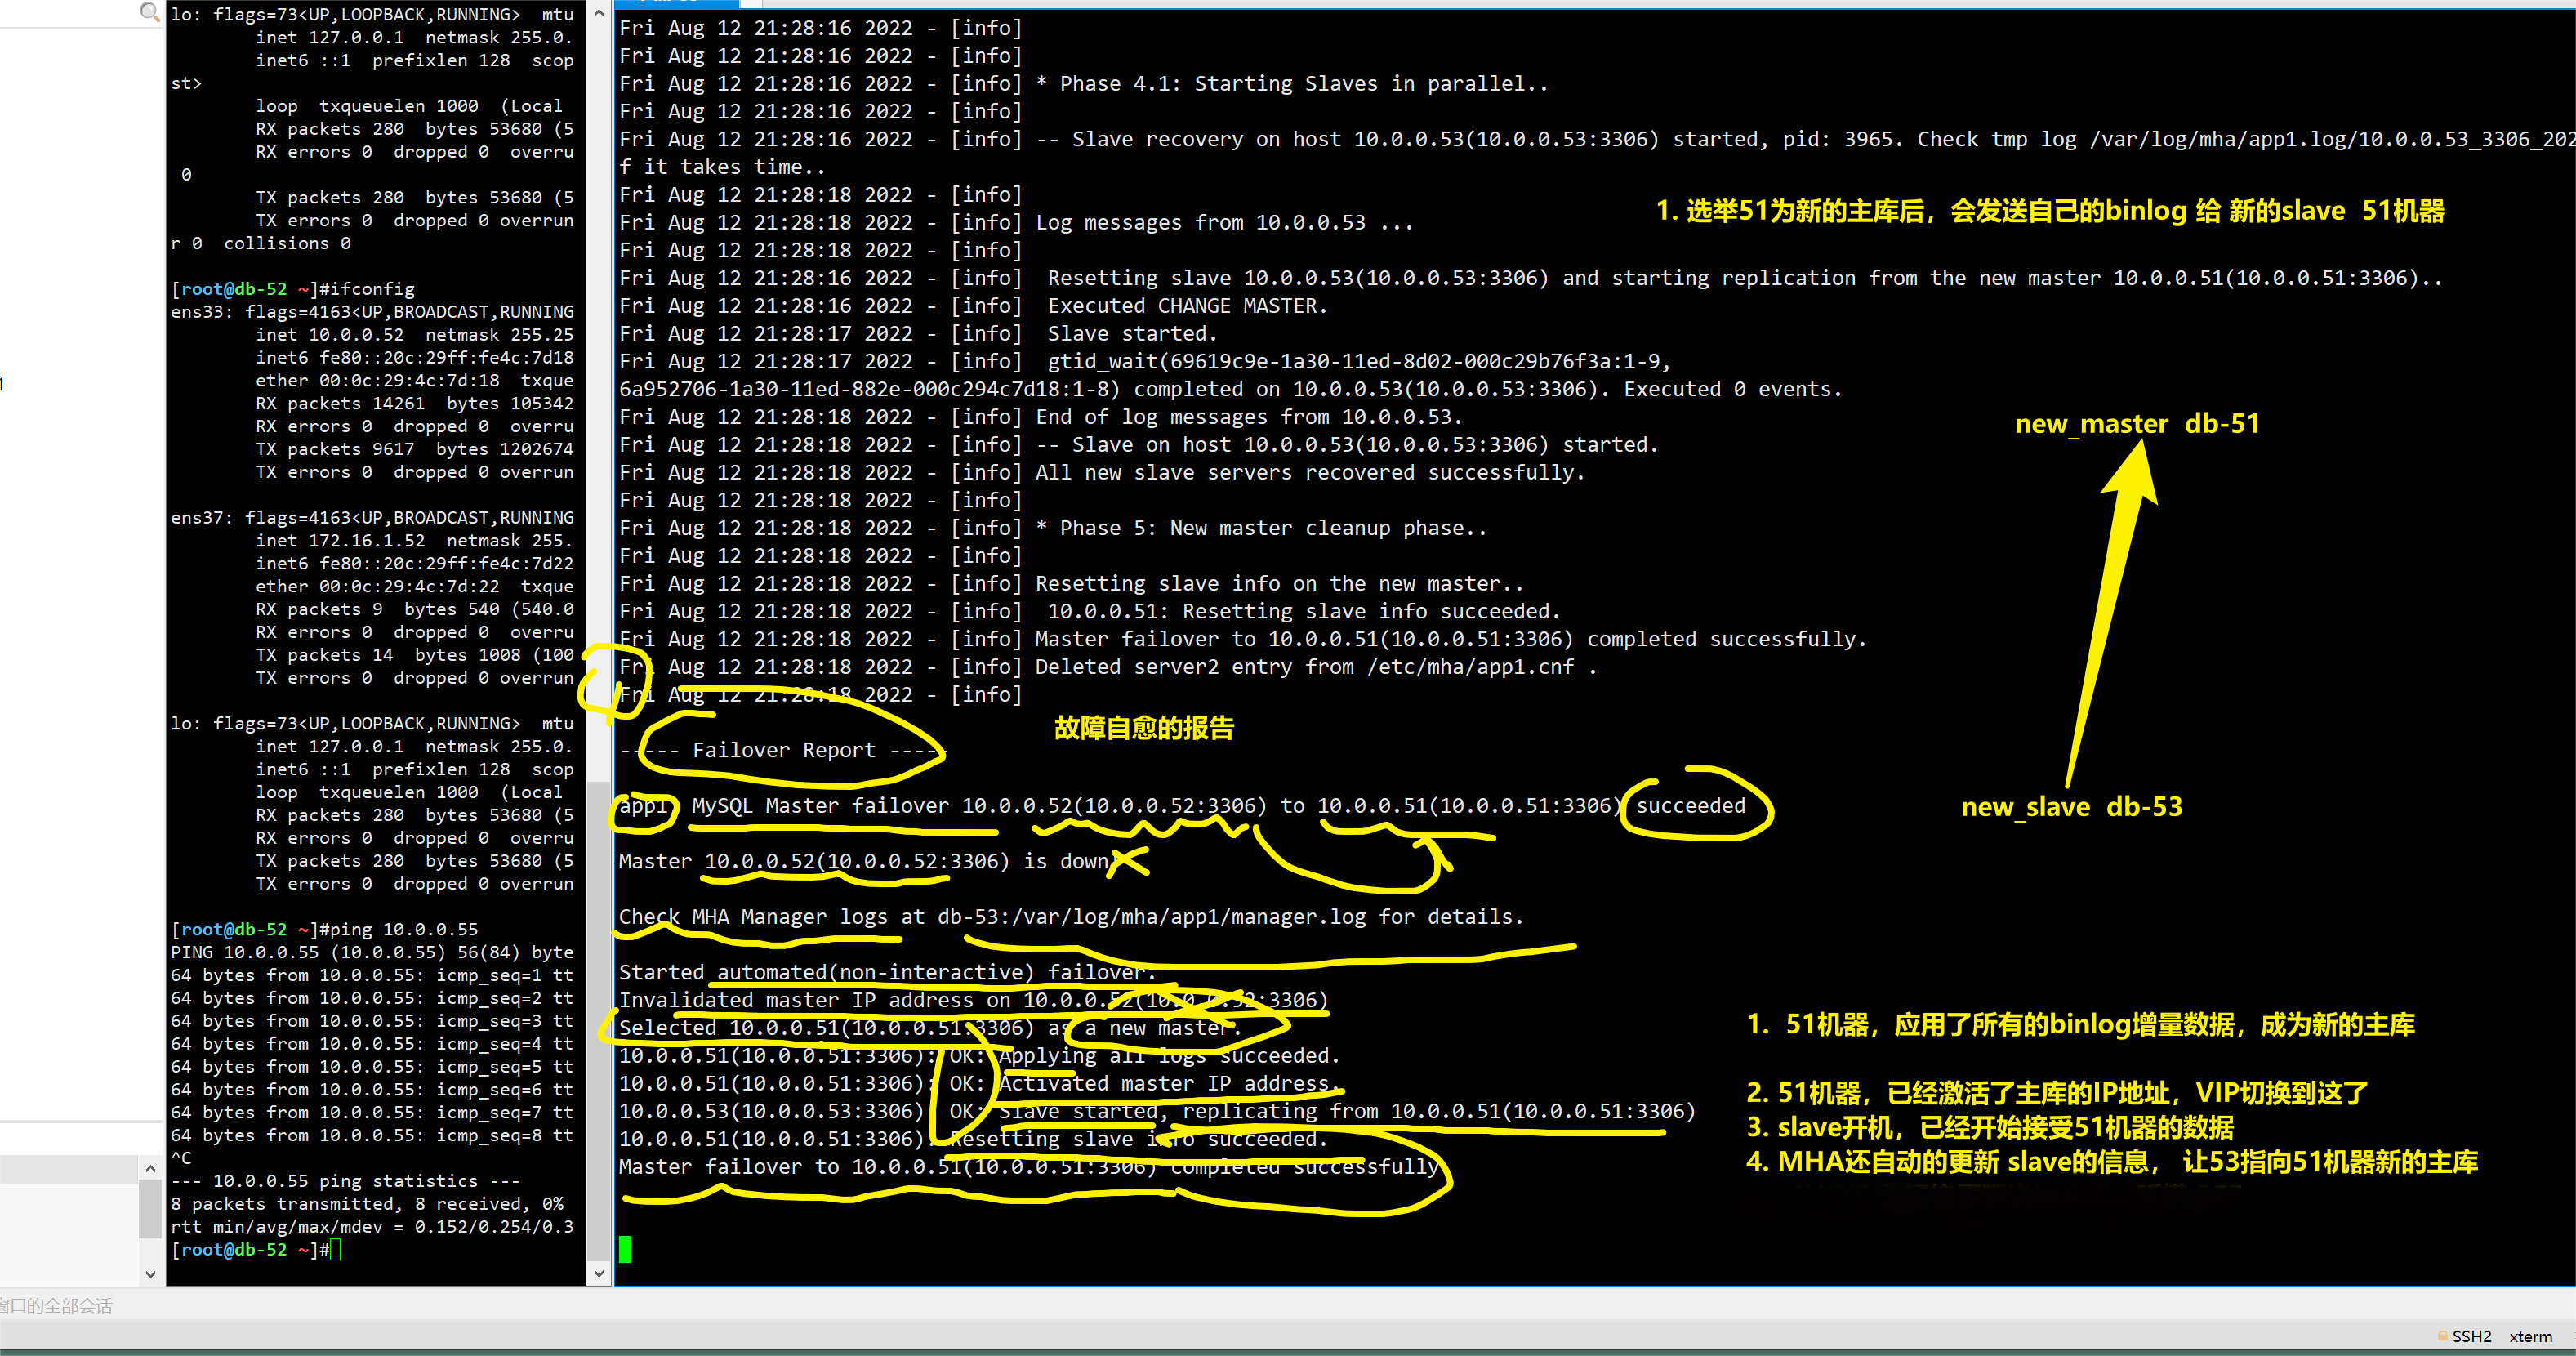 lo: flags=73<UP,LOOPBACK,RUNNING>  mtu
inet 127.0.0.1  netmask 255.0.
inet6 ::1  prefixlen 128  scop
st>
loop  txqueuelen 1000  (Local
RX packets 280  bytes 53680 (5
RX errors 0  dropped 0  overru
0
TX packets 280  bytes 53680 (5
TX errors 0  dropped 0 overrun
r 0  collisions 0
[root@db-52 ~]#ifconfig
ens33: flags=4163<UP,BROADCAST,RUNNING
inet 10.0.0.52  netmask 255.25
inet6 fe80::20c:29ff:fe4c:7d18
ether 00:0c:29:4c:7d:18  txque
RX packets 14261  bytes 105342
RX errors 0  dropped 0  overru
TX packets 9617  bytes 1202674
TX errors 0  dropped 0 overrun
ens37: flags=4163<UP,BROADCAST,RUNNING
inet 172.16.1.52  netmask 255.
inet6 fe80::20c:29ff:fe4c:7d22
ether 00:0c:29:4c:7d:22  txque
RX packets 9  bytes 540 (540.0
RX errors 0  dropped 0  overru
TX packets 14  bytes 1008 (100
TX errors 0  dropped 0 overrun
lo: flags=73<UP,LOOPBACK,RUNNING>  mtu
inet 127.0.0.1  netmask 255.0.
inet6 ::1  prefixlen 128  scop
loop  txqueuelen 1000  (Local
RX packets 280  bytes 53680 (5
RX errors 0  dropped 0  overru
TX packets 280  bytes 53680 (5
TX errors 0  dropped 0 overrun
[root@db-52 ~]#ping 10.0.0.55
PING 10.0.0.55 (10.0.0.55) 56(84) byte
64 bytes from 10.0.0.55: icmp_seq=1 tt
64 bytes from 10.0.0.55: icmp_seq=2 tt
64 bytes from 10.0.0.55: icmp_seq=3 tt
64 bytes from 10.0.0.55: icmp_seq=4 tt
64 bytes from 10.0.0.55: icmp_seq=5 tt
64 bytes from 10.0.0.55: icmp_seq=6 tt
64 bytes from 10.0.0.55: icmp_seq=7 tt
64 bytes from 10.0.0.55: icmp_seq=8 tt
^C
--- 10.0.0.55 ping statistics ---
8 packets transmitted, 8 received, 0%
rtt min/avg/max/mdev = 0.152/0.254/0.3
[root@db-52 ~]#
Fri Aug 12 21:28:16 2022 - [info]
Fri Aug 12 21:28:16 2022 - [info]
Fri Aug 12 21:28:16 2022 - [info] * Phase 4.1: Starting Slaves in parallel..
Fri Aug 12 21:28:16 2022 - [info]
Fri Aug 12 21:28:16 2022 - [info] -- Slave recovery on host 10.0.0.53(10.0.0.53:3306) started, pid: 3965. Check tmp log /var/log/mha/app1.log/10.0.0.53_3306_202
f it takes time..
Fri Aug 12 21:28:18 2022 - [info]
Fri Aug 12 21:28:18 2022 - [info] Log messages from 10.0.0.53 ...
Fri Aug 12 21:28:18 2022 - [info]
Fri Aug 12 21:28:16 2022 - [info]  Resetting slave 10.0.0.53(10.0.0.53:3306) and starting replication from the new master 10.0.0.51(10.0.0.51:3306)..
Fri Aug 12 21:28:16 2022 - [info]  Executed CHANGE MASTER.
Fri Aug 12 21:28:17 2022 - [info]  Slave started.
Fri Aug 12 21:28:17 2022 - [info]  gtid_wait(69619c9e-1a30-11ed-8d02-000c29b76f3a:1-9,
6a952706-1a30-11ed-882e-000c294c7d18:1-8) completed on 10.0.0.53(10.0.0.53:3306). Executed 0 events.
Fri Aug 12 21:28:18 2022 - [info] End of log messages from 10.0.0.53.
Fri Aug 12 21:28:18 2022 - [info] -- Slave on host 10.0.0.53(10.0.0.53:3306) started.
Fri Aug 12 21:28:18 2022 - [info] All new slave servers recovered successfully.
Fri Aug 12 21:28:18 2022 - [info]
Fri Aug 12 21:28:18 2022 - [info] * Phase 5: New master cleanup phase..
Fri Aug 12 21:28:18 2022 - [info]
Fri Aug 12 21:28:18 2022 - [info] Resetting slave info on the new master..
Fri Aug 12 21:28:18 2022 - [info]  10.0.0.51: Resetting slave info succeeded.
Fri Aug 12 21:28:18 2022 - [info] Master failover to 10.0.0.51(10.0.0.51:3306) completed successfully.
Fri Aug 12 21:28:18 2022 - [info] Deleted server2 entry from /etc/mha/app1.cnf .
Fri Aug 12 21:28:18 2022 - [info]
----- Failover Report -----
app1: MySQL Master failover 10.0.0.52(10.0.0.52:3306) to 10.0.0.51(10.0.0.51:3306) succeeded
Master 10.0.0.52(10.0.0.52:3306) is down
Check MHA Manager logs at db-53:/var/log/mha/app1/manager.log for details.
Started automated(non-interactive) failover.
Invalidated master IP address on 10.0.0.52(10.0.0.52:3306)
Selected 10.0.0.51(10.0.0.51:3306) as a new master.
10.0.0.51(10.0.0.51:3306): OK: Applying all logs succeeded.
10.0.0.51(10.0.0.51:3306): OK: Activated master IP address.
10.0.0.53(10.0.0.53:3306): OK: Slave started, replicating from 10.0.0.51(10.0.0.51:3306)
10.0.0.51(10.0.0.51:3306): Resetting slave info succeeded.
Master failover to 10.0.0.51(10.0.0.51:3306) completed successfully
1. 选举51为新的主库后，会发送自己的binlog 给 新的slave  51机器
new_master  db-51
new_slave  db-53
故障自愈的报告
1.  51机器，应用了所有的binlog增量数据，成为新的主库
2. 51机器，已经激活了主库的IP地址，VIP切换到这了
3. slave开机，已经开始接受51机器的数据
4. MHA还自动的更新 slave的信息， 让53指向51机器新的主库
窗口的全部会话
SSH2  xterm